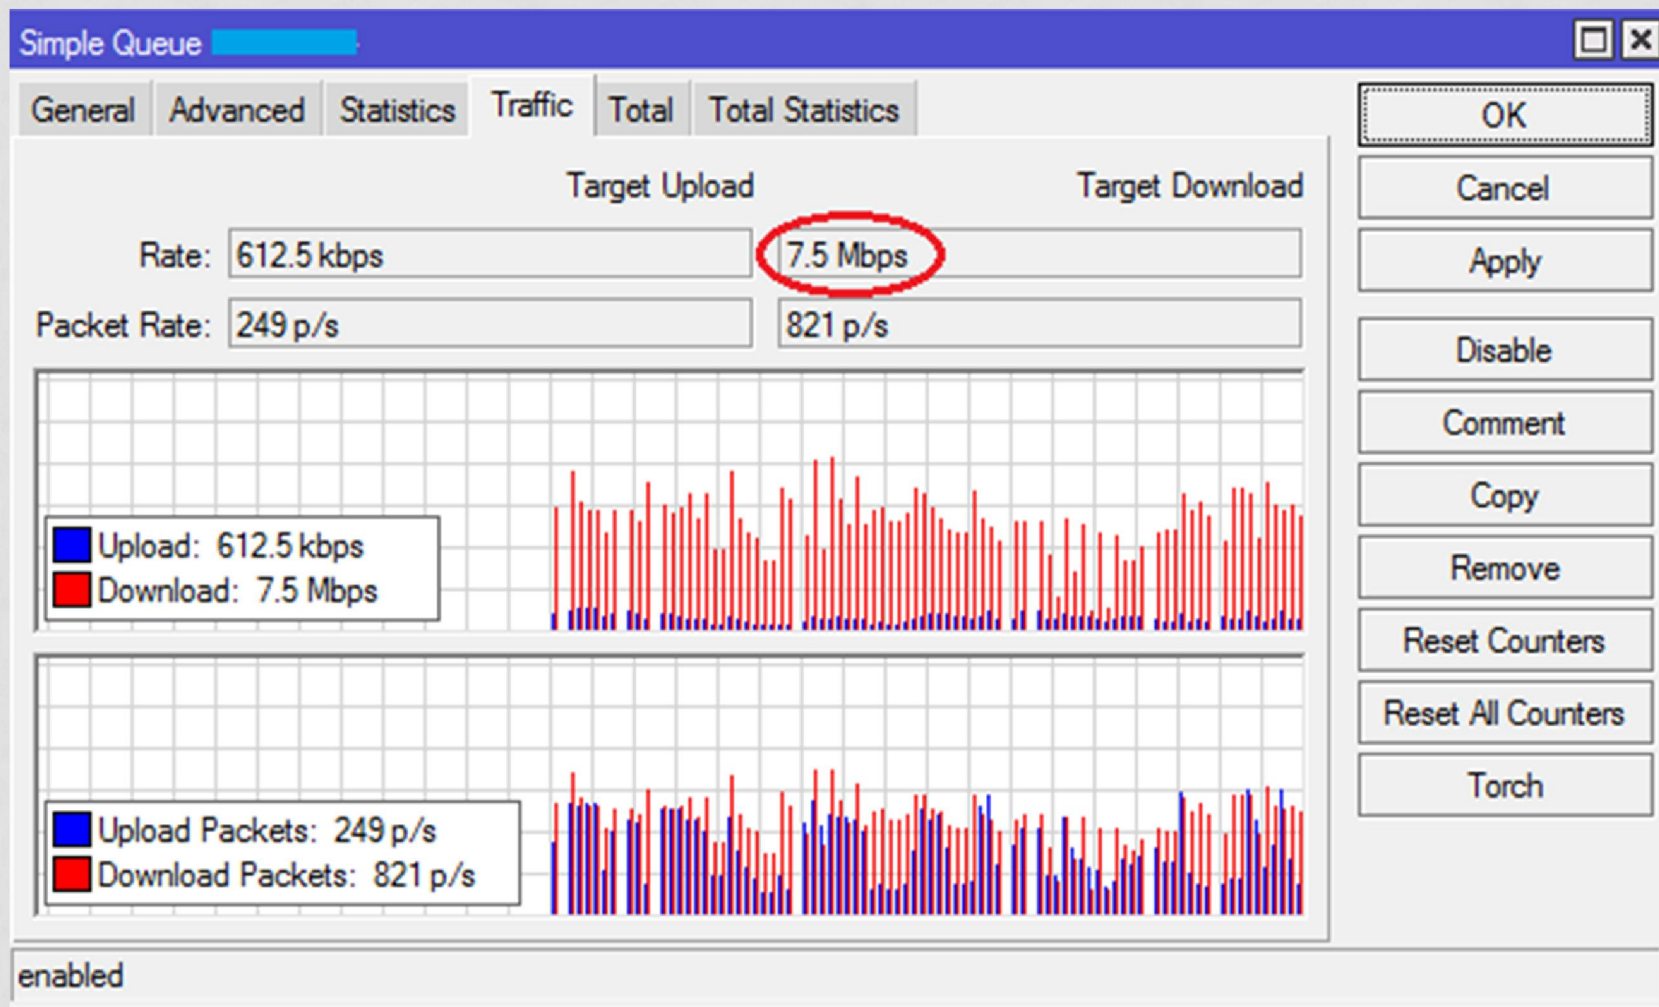 Simple Queue
General Advanced Statistics Traffic Total Total Statistics
Target Upload Target Download
Rate: 612.5 kbps 7.5 Mbps
Packet Rate: 249 p/s 821 p/s
Upload: 612.5 kbps
Download: 7.5 Mbps
Upload Packets: 249 p/s
Download Packets: 821 p/s
OK
Cancel
Apply
Disable
Comment
Copy
Remove
Reset Counters
Reset All Counters
Torch
enabled